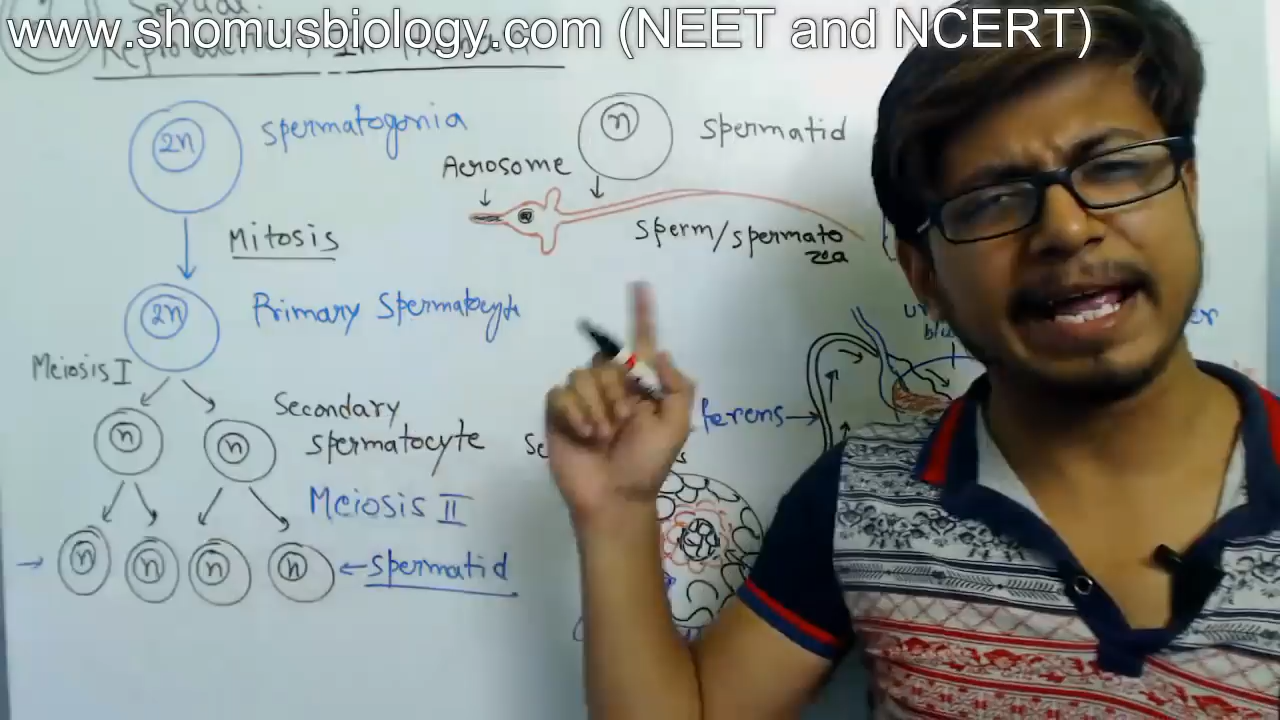 www.shomusbiology.com (NEET and NCERT)
Sexual
2n
spermatogonia
Mitosis
2n
Primary Spermatocyte
Meiosis I
n
n
Secondary
spermatocyte
Meiosis II
n
n
n
n
spermatid
n
spermatid
Acrosome
Sperm/spermato
zoa
ferens